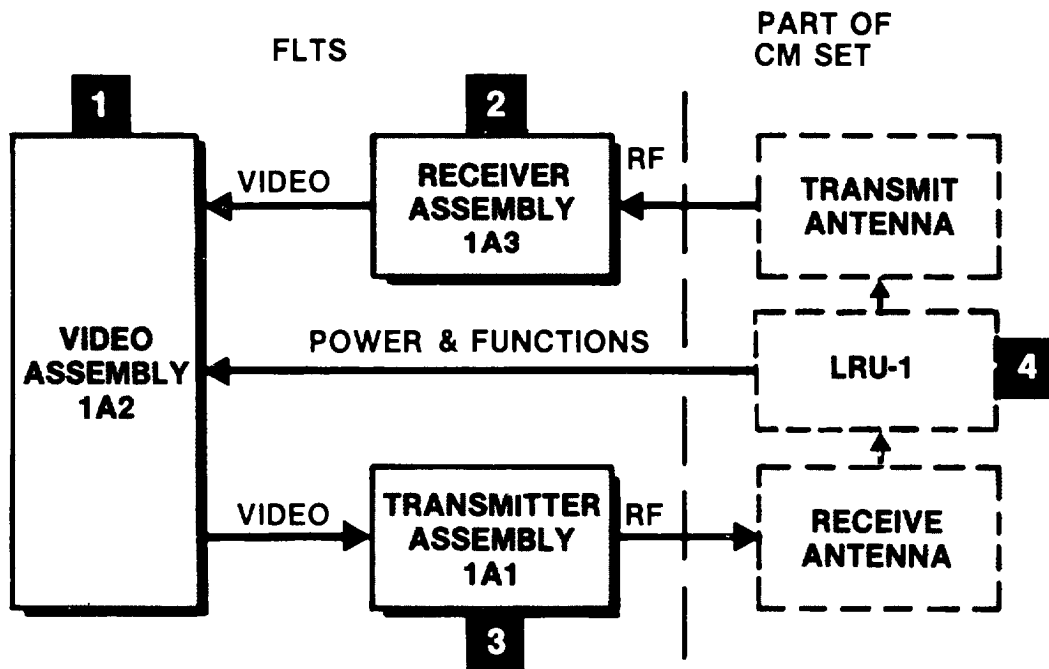 FLTS
PART OF
CM SET
1
2
VIDEO
RECEIVER
ASSEMBLY
1A3
RF
TRANSMIT
ANTENNA
VIDEO
ASSEMBLY
1A2
POWER & FUNCTIONS
LRU-1
4
VIDEO
TRANSMITTER
ASSEMBLY
1A1
RF
RECEIVE
ANTENNA
3